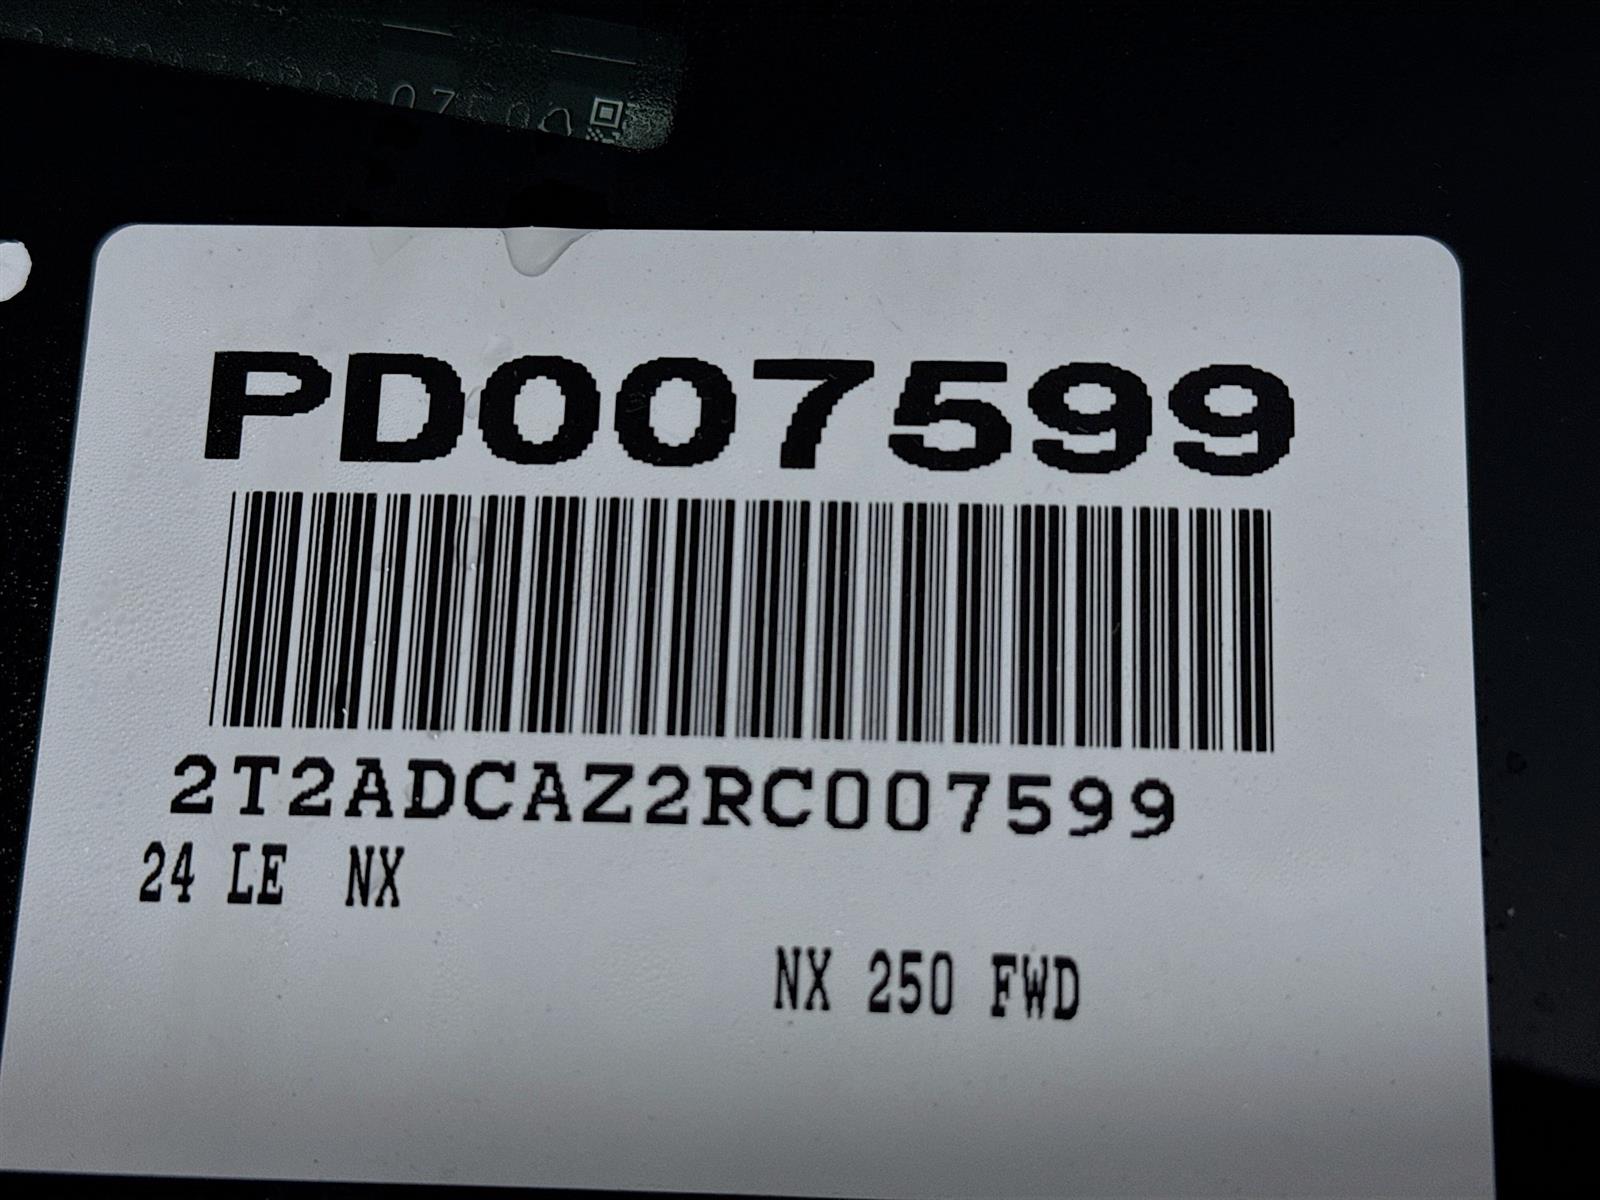 PD007599
2T2ADCAZ2RC007599
24 LE NX
NX 250 FWD